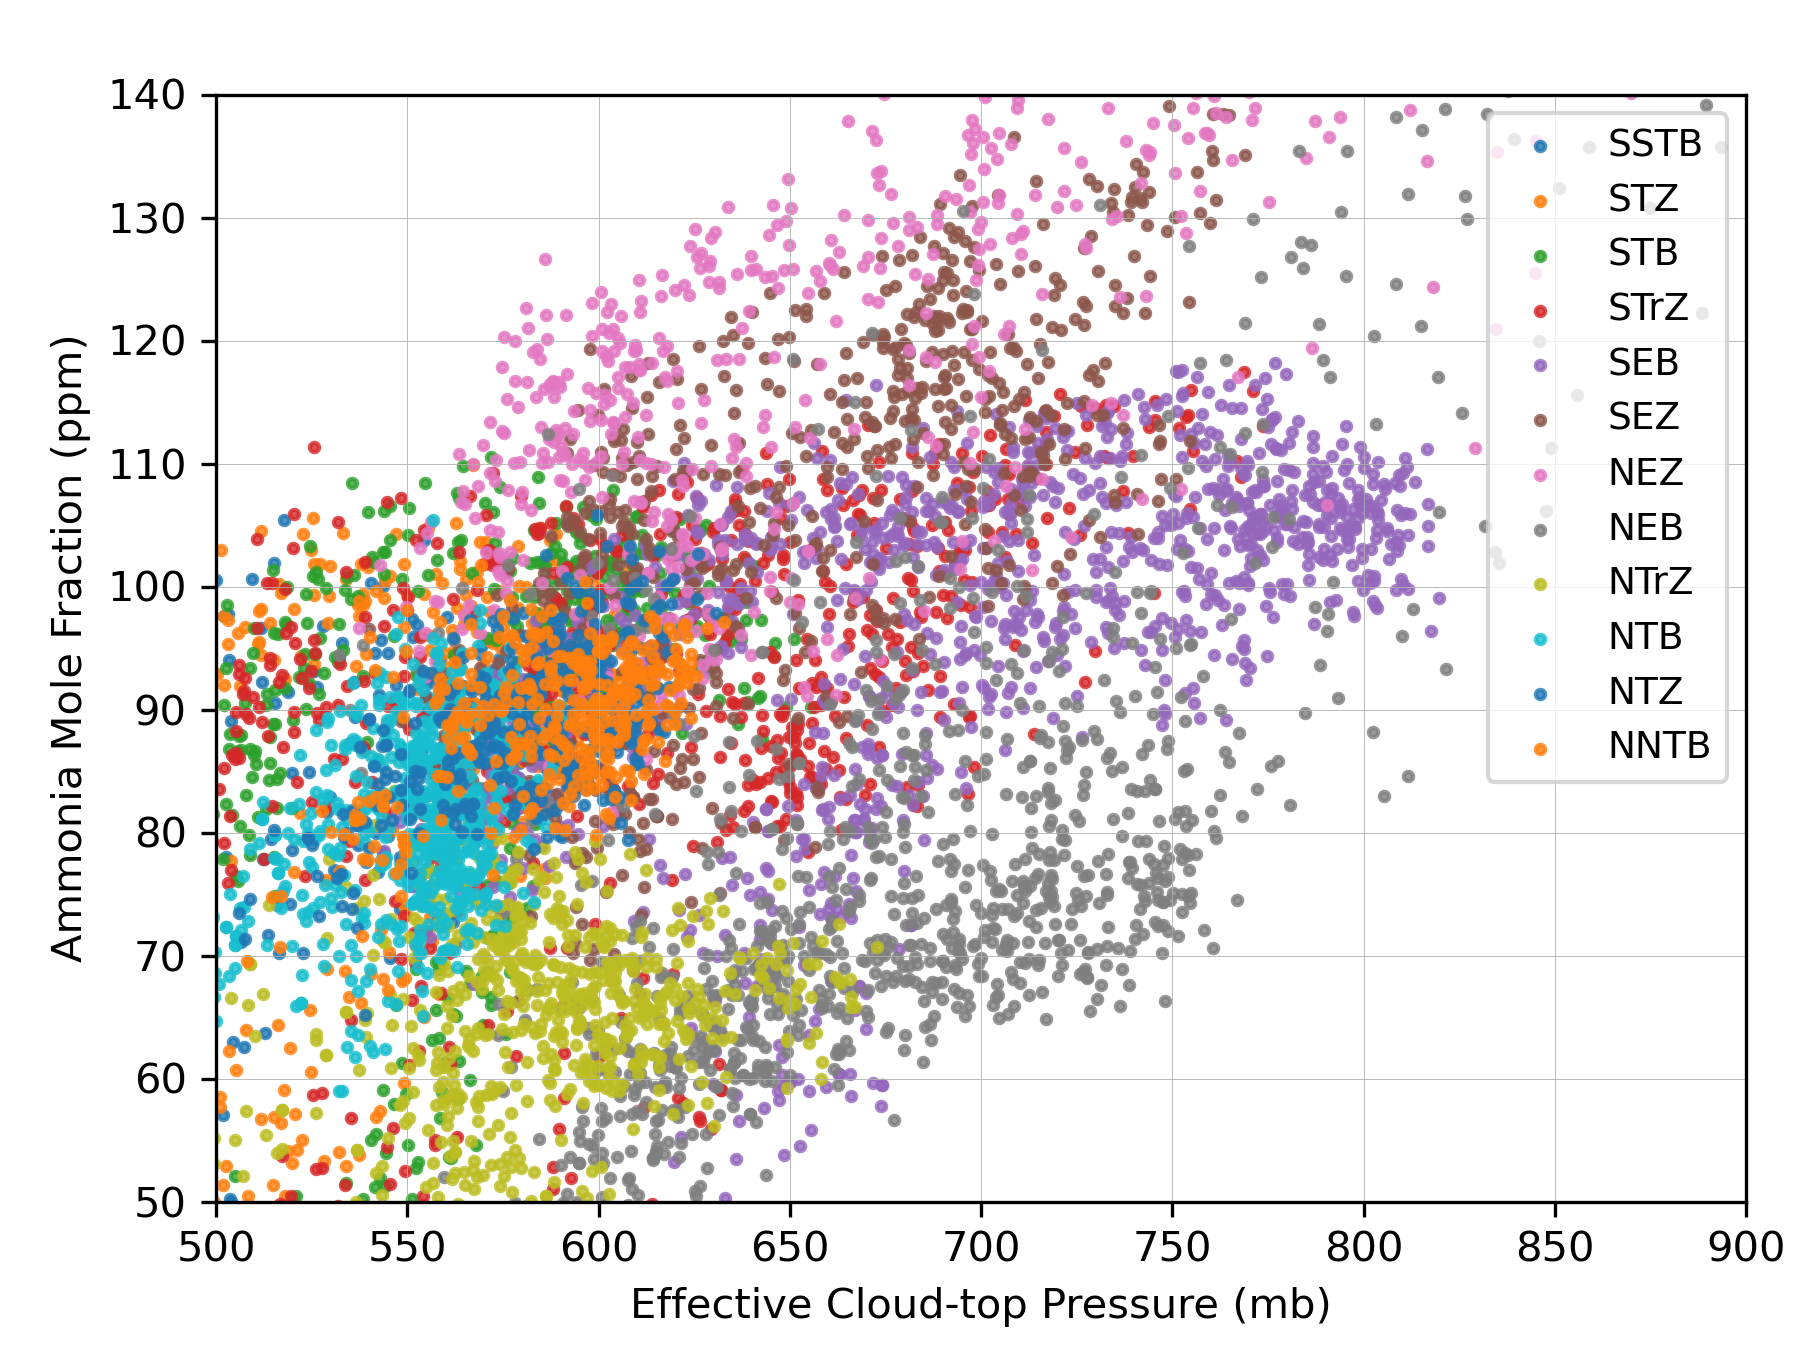 140
130
120
110
100
90
80
70
60
50
Ammonia Mole Fraction (ppm)
SSTB
STZ
STB
STrZ
SEB
SEZ
NEZ
NEB
NTrZ
NTB
NTZ
NNTB
500 550 600 650 700 750 800 850 900
Effective Cloud-top Pressure (mb)